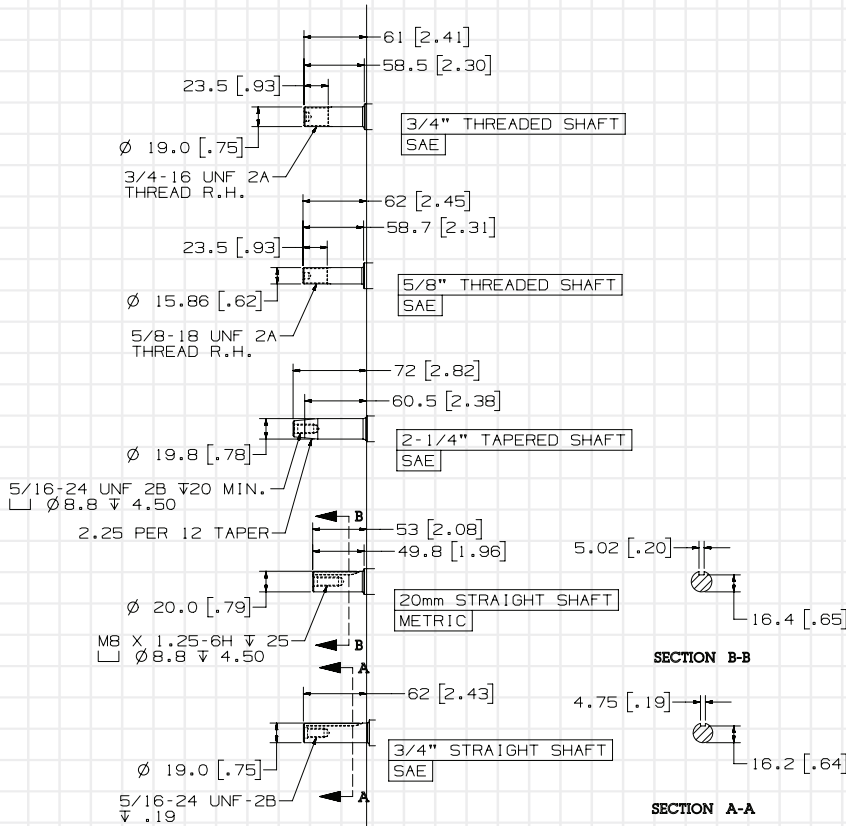 61 [2.41]
58.5 [2.30]
23.5 [.93]
Ø 19.0 [.75]
3/4-16 UNF 2A
THREAD R.H.
3/4" THREADED SHAFT
SAE
62 [2.45]
58.7 [2.31]
23.5 [.93]
Ø 15.86 [.62]
5/8-18 UNF 2A
THREAD R.H.
5/8" THREADED SHAFT
SAE
72 [2.82]
60.5 [2.38]
Ø 19.8 [.78]
5/16-24 UNF 2B ↧20 MIN.
⌴ Ø8.8 ↧ 4.50
2.25 PER 12 TAPER
2-1/4" TAPERED SHAFT
SAE
B
53 [2.08]
49.8 [1.96]
Ø 20.0 [.79]
M8 X 1.25-6H ↧ 25
⌴ Ø8.8 ↧ 4.50
B
20mm STRAIGHT SHAFT
METRIC
5.02 [.20]
16.4 [.65]
SECTION B-B
A
62 [2.43]
Ø 19.0 [.75]
5/16-24 UNF-2B
↧ .19
A
3/4" STRAIGHT SHAFT
SAE
4.75 [.19]
16.2 [.64]
SECTION A-A